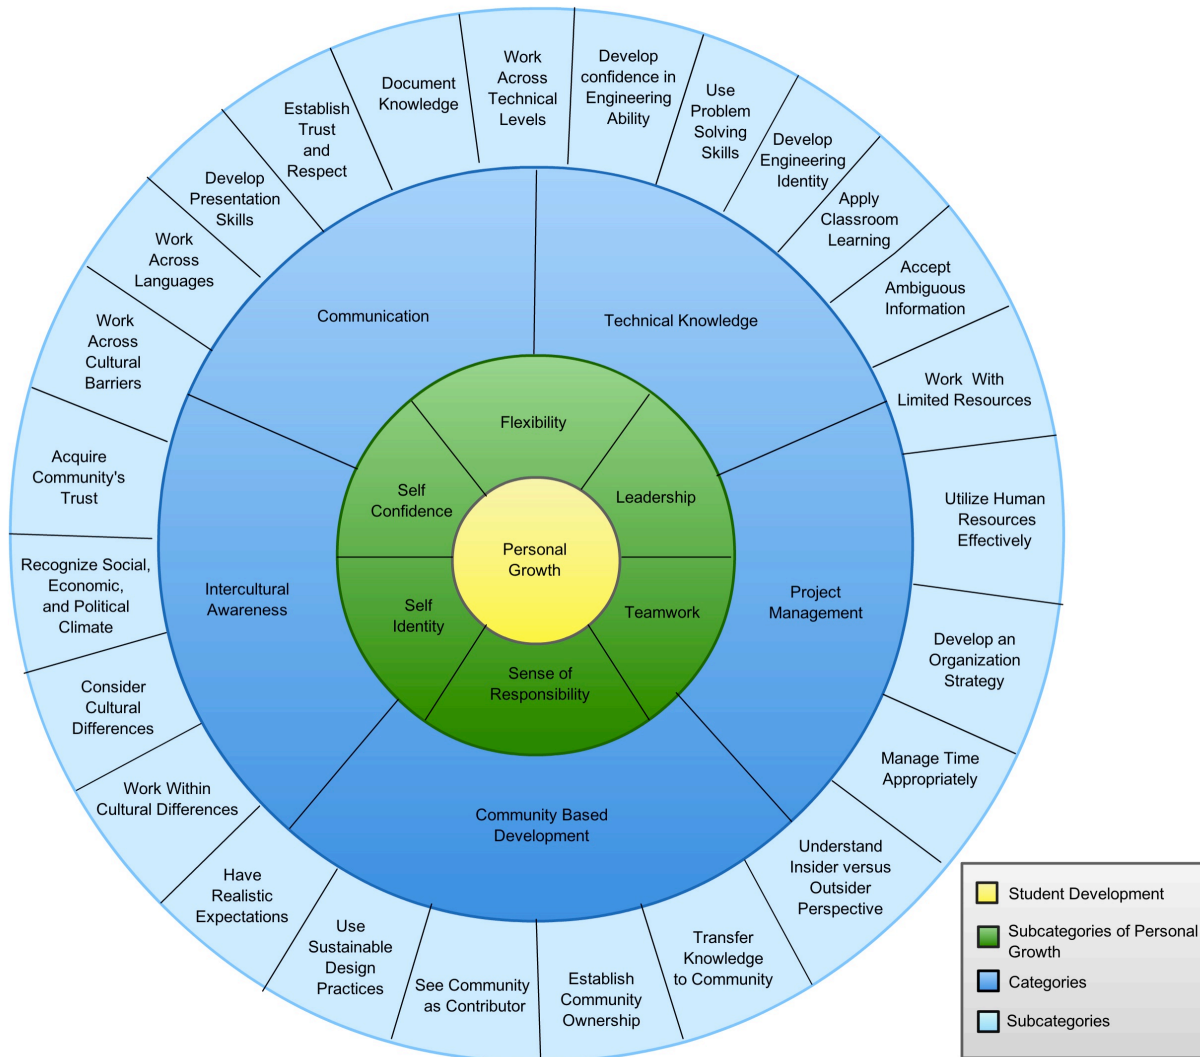 Work
Across
Technical
Levels
Develop
confidence in
Engineering
Ability
Use
Problem
Solving
Skills
Develop
Engineering
Identity
Apply
Classroom
Learning
Accept
Ambiguous
Information
Work With
Limited Resources
Utilize Human
Resources
Effectively
Develop an
Organization
Strategy
Manage Time
Appropriately
Understand
Insider versus
Outsider
Perspective
Transfer
Knowledge
to Community
Establish
Community
Ownership
See Community
as Contributor
Use
Sustainable
Design
Practices
Have
Realistic
Expectations
Work Within
Cultural Differences
Consider
Cultural
Differences
Recognize Social,
Economic,
and Political
Climate
Acquire
Community's
Trust
Work
Across
Cultural
Barriers
Work
Across
Languages
Develop
Presentation
Skills
Establish
Trust
and
Respect
Document
Knowledge
Communication
Technical Knowledge
Project
Management
Community Based
Development
Intercultural
Awareness
Flexibility
Leadership
Teamwork
Sense of
Responsibility
Self
Identity
Self
Confidence
Personal
Growth
Student Development
Subcategories of Personal
Growth
Categories
Subcategories